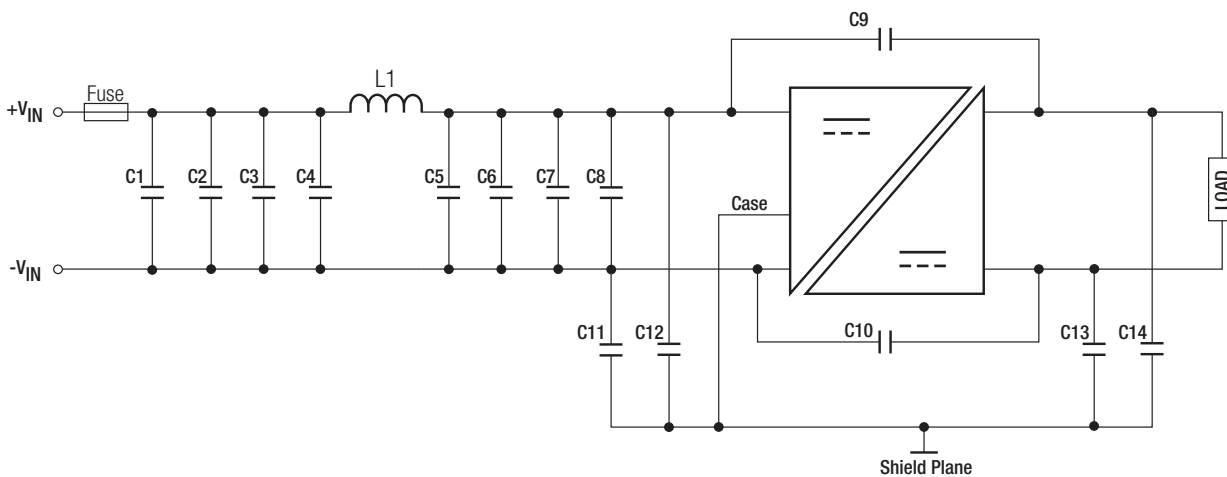 C9
L1
Fuse
+VIN
C1
C2
C3
C4
C5
C6
C7
C8
Case
LOAD
-VIN
C11
C12
C10
C13
C14
Shield Plane